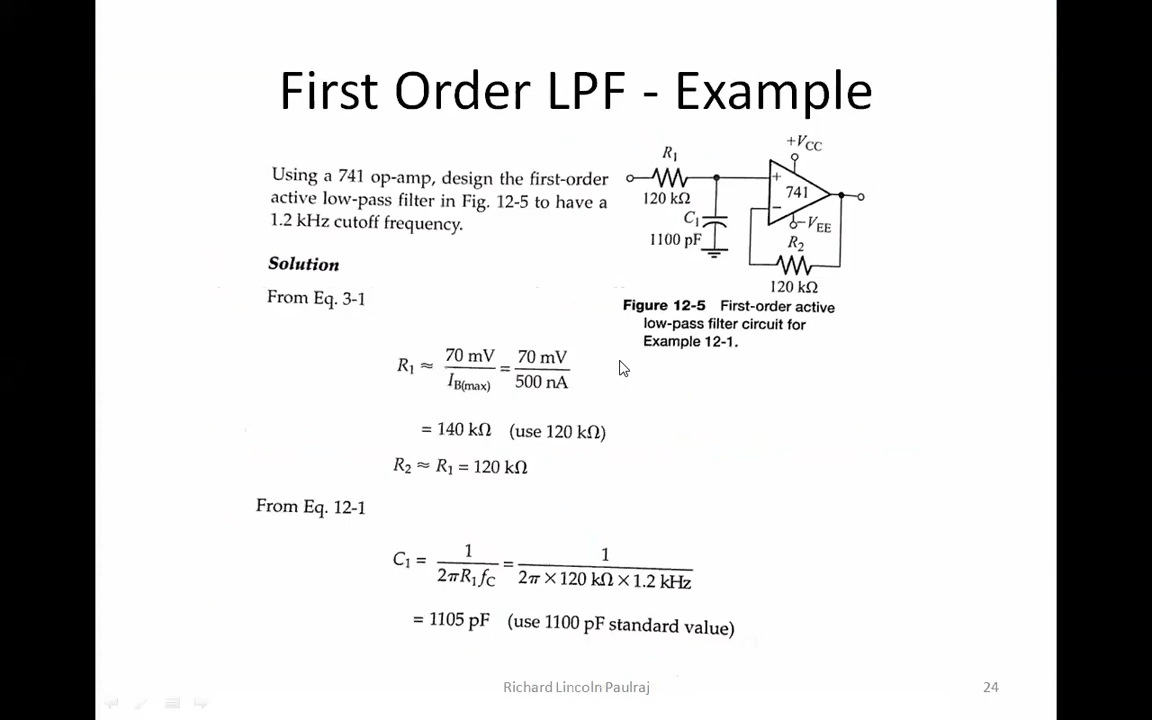 First Order LPF - Example
Using a 741 op-amp, design the first-order
active low-pass filter in Fig. 12-5 to have a
1.2 kHz cutoff frequency.
Solution
From Eq. 3-1
R₁ ≈ 70 mV / I_B(max) = 70 mV / 500 nA
= 140 kΩ (use 120 kΩ)
R₂ ≈ R₁ = 120 kΩ
From Eq. 12-1
C₁ = 1 / 2πR₁f_C = 1 / 2π × 120 kΩ × 1.2 kHz
= 1105 pF (use 1100 pF standard value)
R₁
120 kΩ
C₁
1100 pF
+V_CC
+
741
−
−V_EE
R₂
120 kΩ
Figure 12-5 First-order active
low-pass filter circuit for
Example 12-1.
Richard Lincoln Paulraj
24